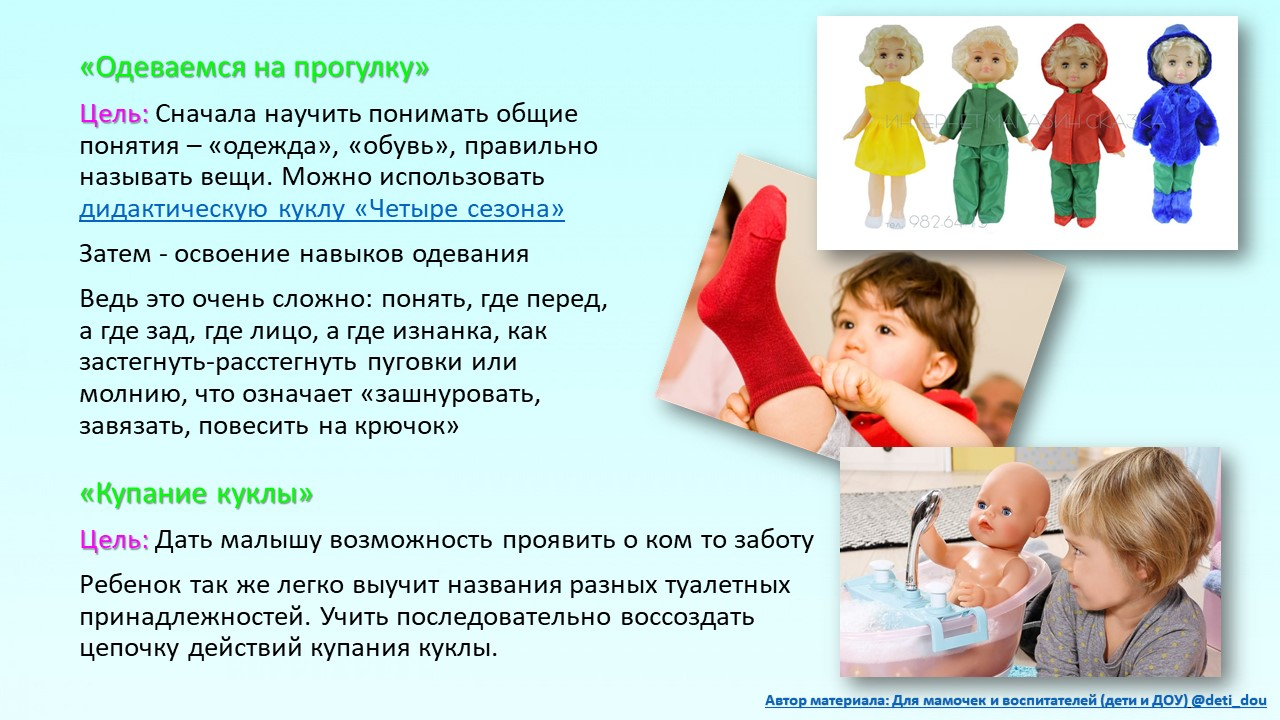 «Одеваемся на прогулку»
Цель: Сначала научить понимать общие
понятия – «одежда», «обувь», правильно
называть вещи. Можно использовать
дидактическую куклу «Четыре сезона»
Затем - освоение навыков одевания
Ведь это очень сложно: понять, где перед,
а где зад, где лицо, а где изнанка, как
застегнуть-расстегнуть пуговки или
молнию, что означает «зашнуровать,
завязать, повесить на крючок»
«Купание куклы»
Цель: Дать малышу возможность проявить о ком то заботу
Ребенок так же легко выучит названия разных туалетных
принадлежностей. Учить последовательно воссоздать
цепочку действий купания куклы.
ИНТЕРНЕТ МАГАЗИН СКАЗКА
Автор материала: Для мамочек и воспитателей (дети и ДОУ) @deti_dou